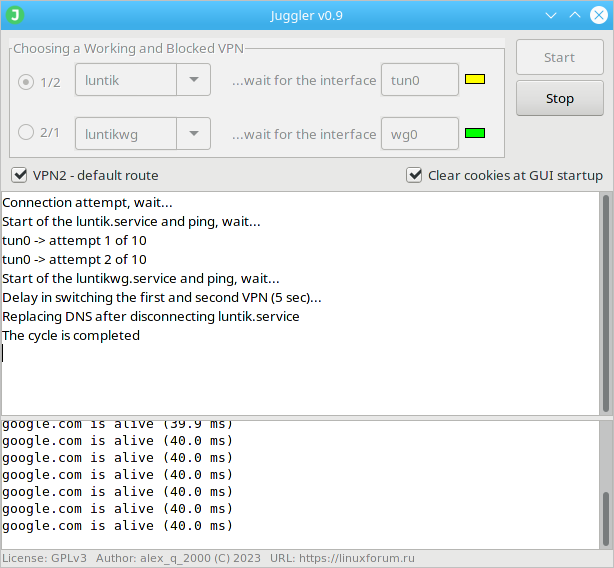 Juggler v0.9
Choosing a Working and Blocked VPN
1/2 luntik ...wait for the interface tun0
Start
2/1 luntikwg ...wait for the interface wg0
Stop
VPN2 - default route Clear cookies at GUI startup
Connection attempt, wait...
Start of the luntik.service and ping, wait...
tun0 -> attempt 1 of 10
tun0 -> attempt 2 of 10
Start of the luntikwg.service and ping, wait...
Delay in switching the first and second VPN (5 sec)...
Replacing DNS after disconnecting luntik.service
The cycle is completed
google.com is alive (39.9 ms)
google.com is alive (40.0 ms)
google.com is alive (40.0 ms)
google.com is alive (40.0 ms)
google.com is alive (40.0 ms)
google.com is alive (40.0 ms)
google.com is alive (40.0 ms)
License: GPLv3 Author: alex_q_2000 (C) 2023 URL: https://linuxforum.ru